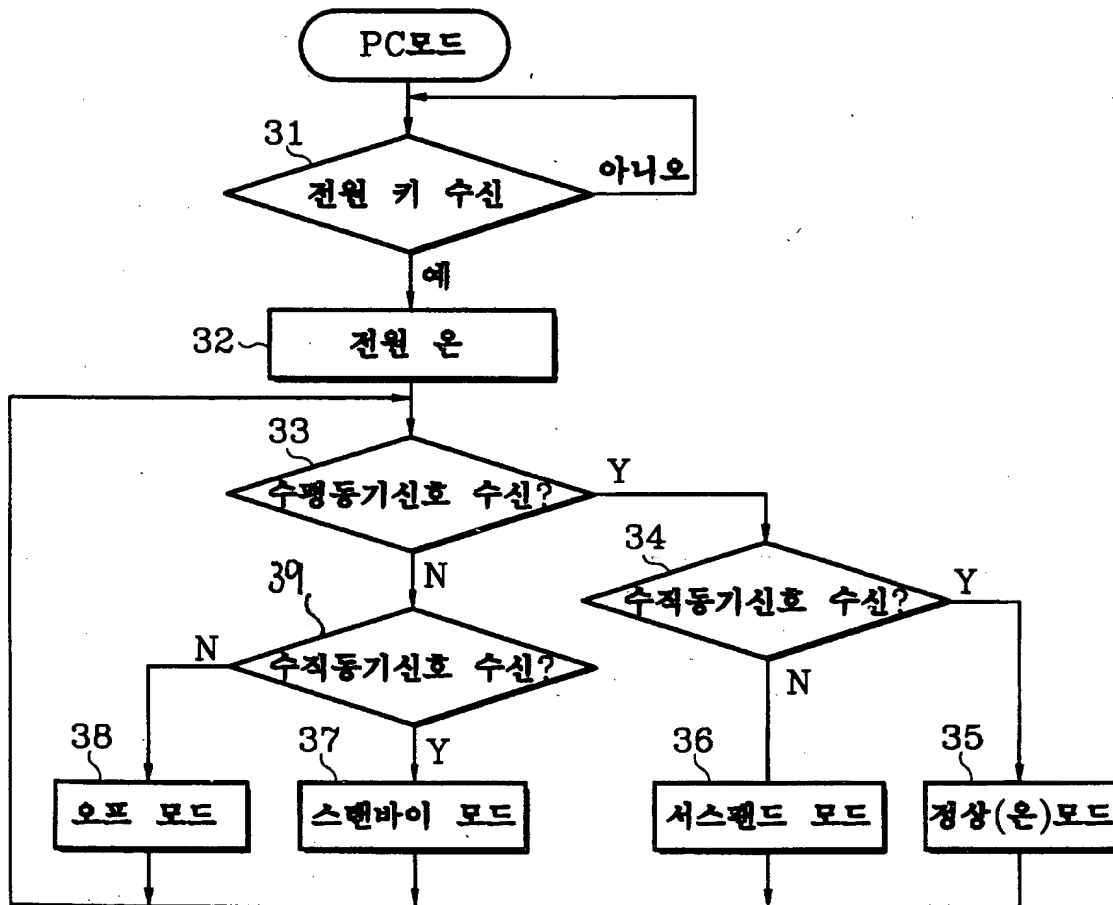 PC모드
31
아니오
전원 키 수신
예
32
전원 온
33
수평동기신호 수신?
Y
34
N
39
수직동기신호 수신?
Y
N
수직동기신호 수신?
N
38
37
Y
36
35
오프 모드
스탠바이 모드
서스팬드 모드
정상(온)모드